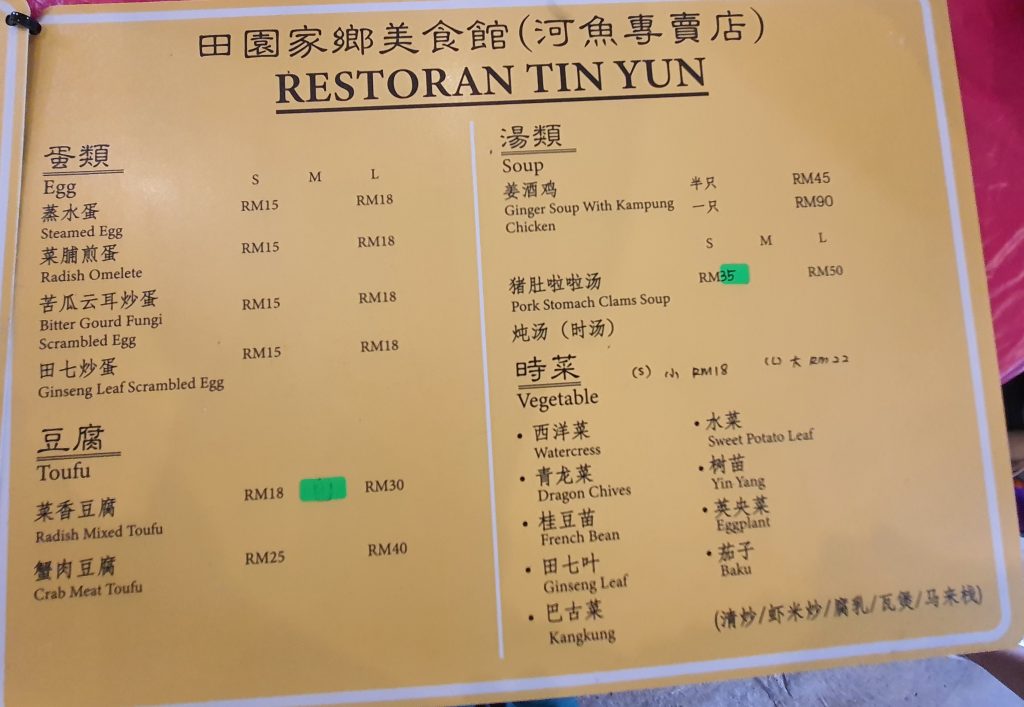 田園家鄉美食館(河魚專賣店)
RESTORAN TIN YUN
蛋類
Egg
S M L
蒸水蛋 RM15 RM18
Steamed Egg
菜脯煎蛋 RM15 RM18
Radish Omelete
苦瓜云耳炒蛋 RM15 RM18
Bitter Gourd Fungi
Scrambled Egg
田七炒蛋 RM15 RM18
Ginseng Leaf Scrambled Egg
豆腐
Toufu
菜香豆腐 RM18 RM30
Radish Mixed Toufu
蟹肉豆腐 RM25 RM40
Crab Meat Toufu
湯類
Soup
姜酒鸡 半只 RM45
Ginger Soup With Kampung 一只 RM90
Chicken
S M L
猪肚啦啦汤 RM35 RM50
Pork Stomach Clams Soup
炖汤（时汤）
時菜 (S) 小 RM18 (L) 大 RM22
Vegetable
• 西洋菜
Watercress
• 青龙菜
Dragon Chives
• 桂豆苗
French Bean
• 田七叶
Ginseng Leaf
• 巴古菜
Kangkung
• 水菜
Sweet Potato Leaf
• 树苗
Yin Yang
• 英央菜
Eggplant
• 茄子
Baku
(清炒/虾米炒/腐乳/瓦煲/马来栈)